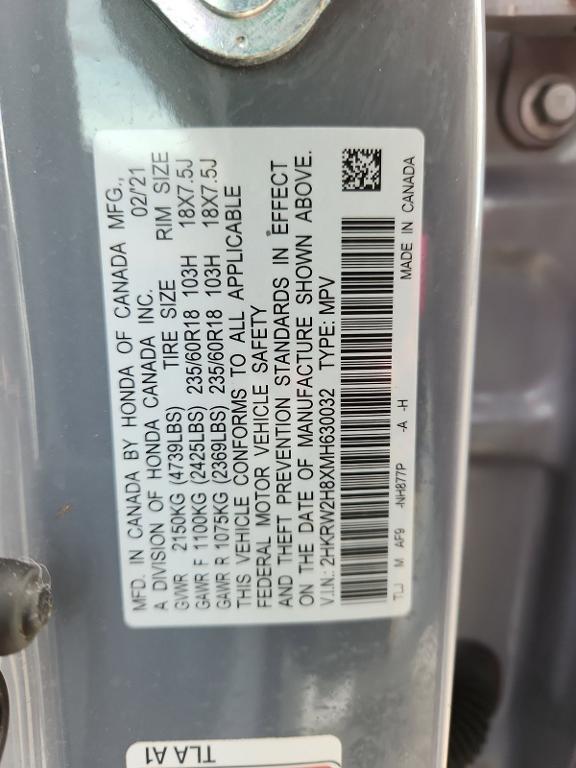 MFD. IN CANADA BY HONDA OF CANADA MFG.,
A DIVISION OF HONDA CANADA INC. 02/'21
GVWR 2150KG (4739LBS) TIRE SIZE RIM SIZE
GAWR F 1100KG (2425LBS) 235/60R18 103H 18X7.5J
GAWR R 1075KG (2369LBS) 235/60R18 103H 18X7.5J
THIS VEHICLE CONFORMS TO ALL APPLICABLE
FEDERAL MOTOR VEHICLE SAFETY
AND THEFT PREVENTION STANDARDS IN EFFECT
ON THE DATE OF MANUFACTURE SHOWN ABOVE.
V.I.N.: 2HKRW2H8XMH630032 TYPE: MPV
TLJ M AF9 -NH877P -A -H MADE IN CANADA
TLA A1